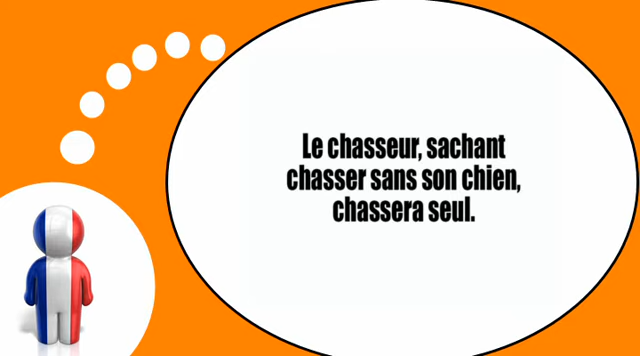 Le chasseur, sachant
chasser sans son chien,
chassera seul.